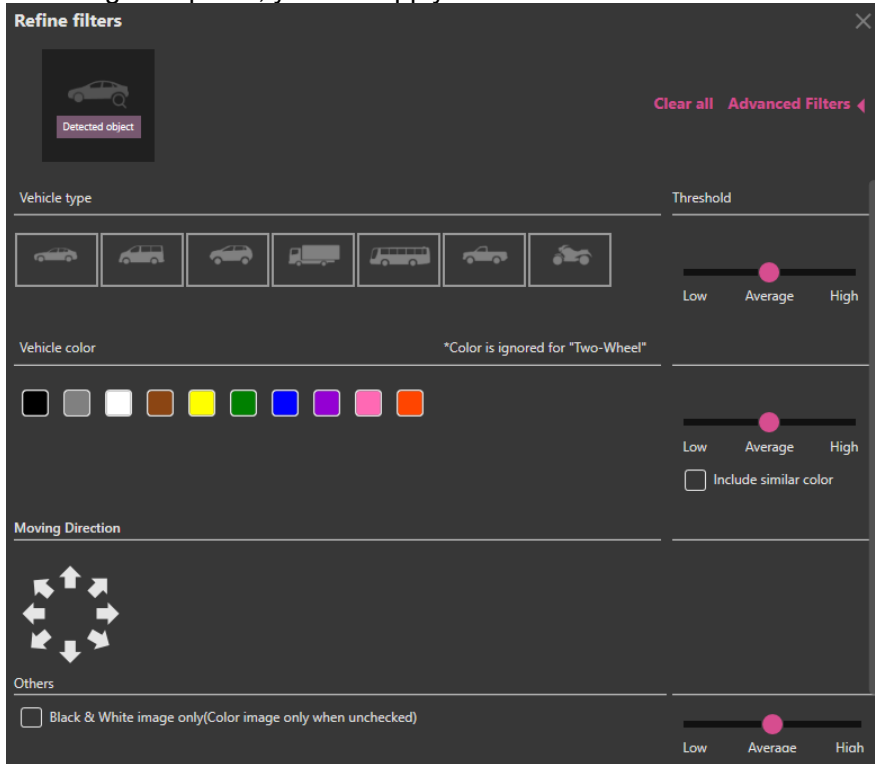 Refine filters
Detected object
Clear all Advanced Filters
Vehicle type
Threshold
Low Average High
Vehicle color
*Color is ignored for "Two-Wheel"
Low Average High
Include similar color
Moving Direction
Others
Black & White image only(Color image only when unchecked)
Low Average High